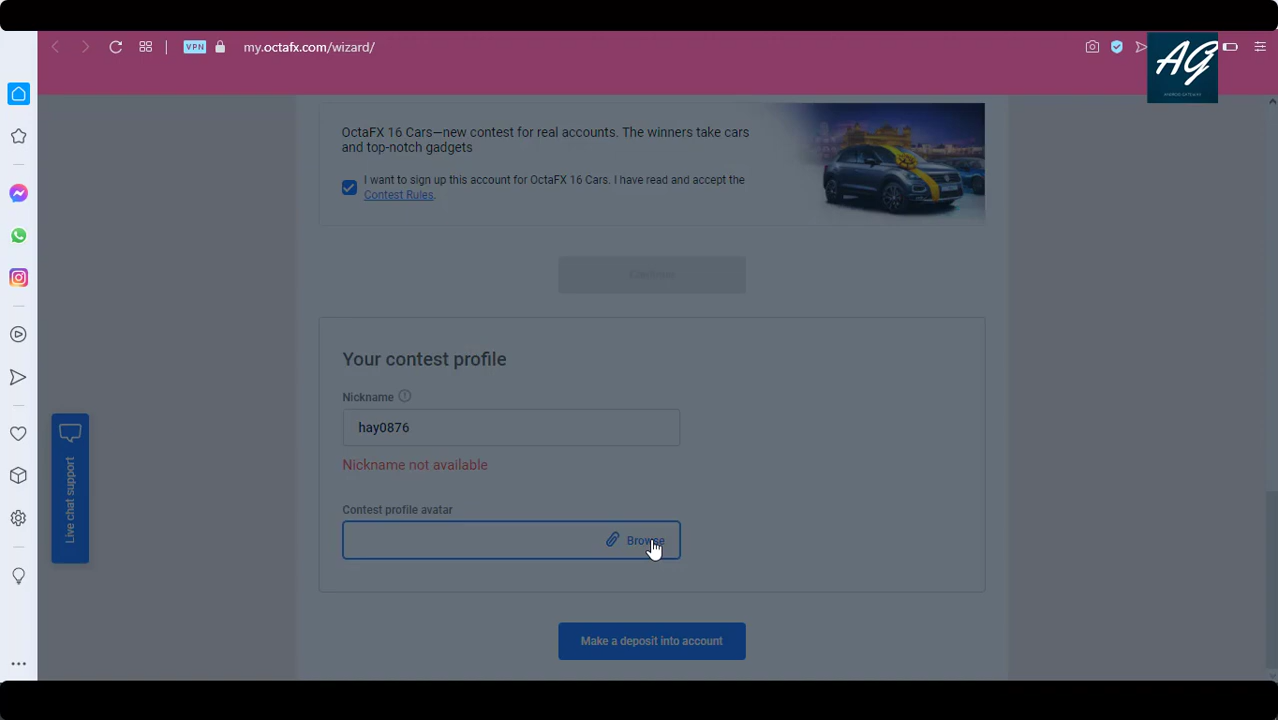 VPN
my.octafx.com/wizard/
AG
OctaFX 16 Cars—new contest for real accounts. The winners take cars
and top-notch gadgets
I want to sign up this account for OctaFX 16 Cars. I have read and accept the
Contest Rules.
Your contest profile
Nickname
hay0876
Nickname not available
Live chat support
Contest profile avatar
Browse
Make a deposit into account